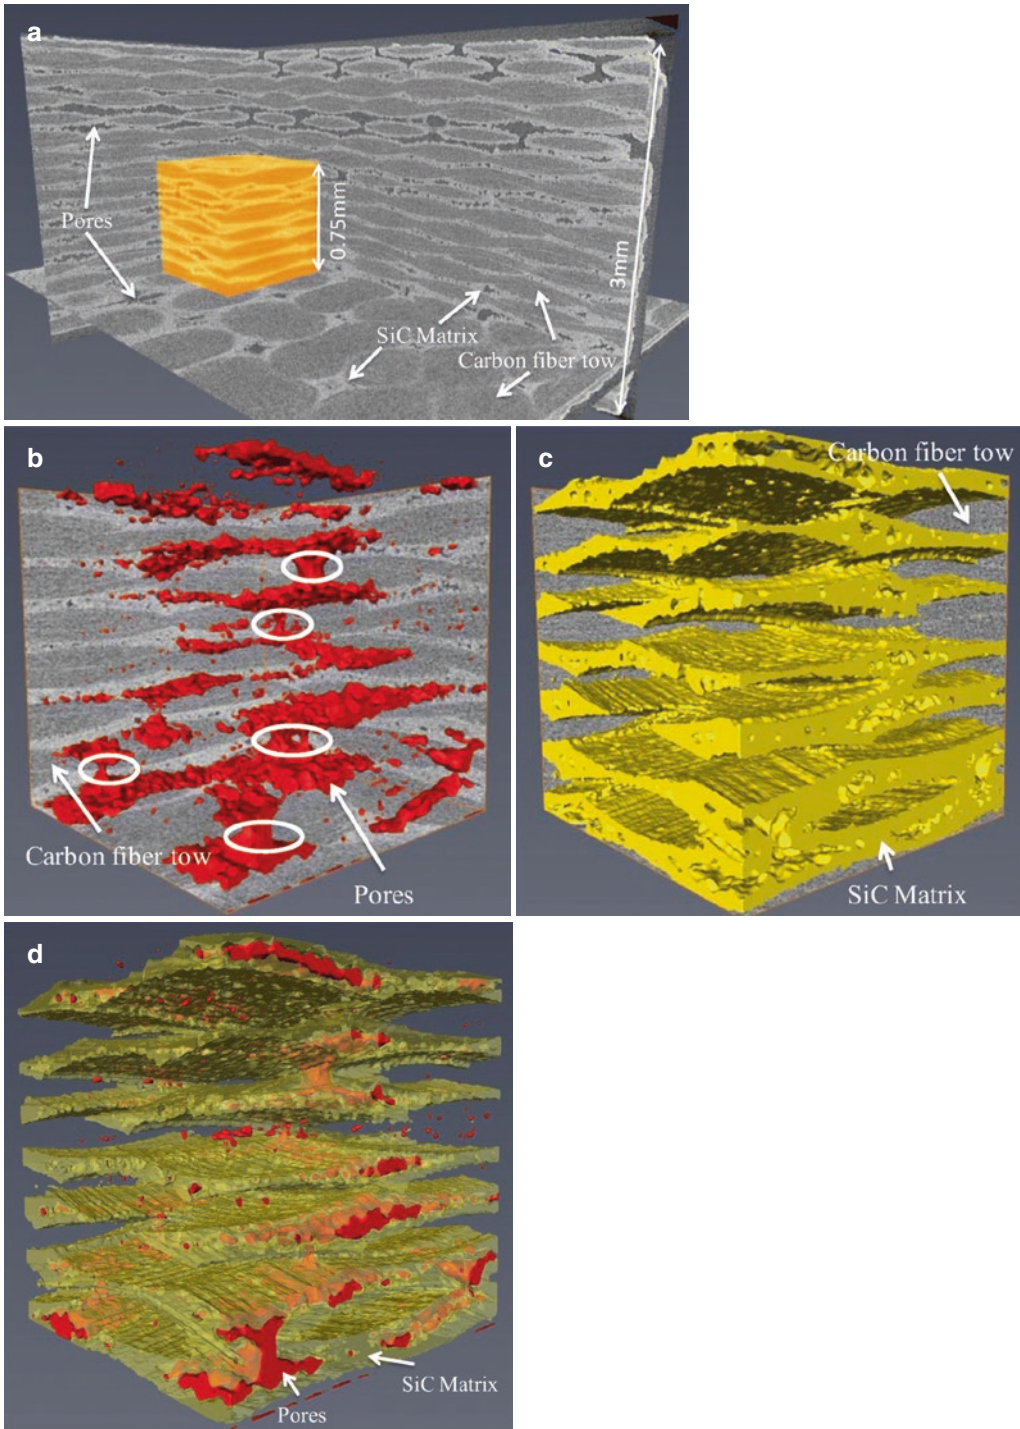 a
Pores
0.75mm
3mm
SiC Matrix
Carbon fiber tow
b
Carbon fiber tow
Pores
c
Carbon fiber tow
SiC Matrix
d
SiC Matrix
Pores